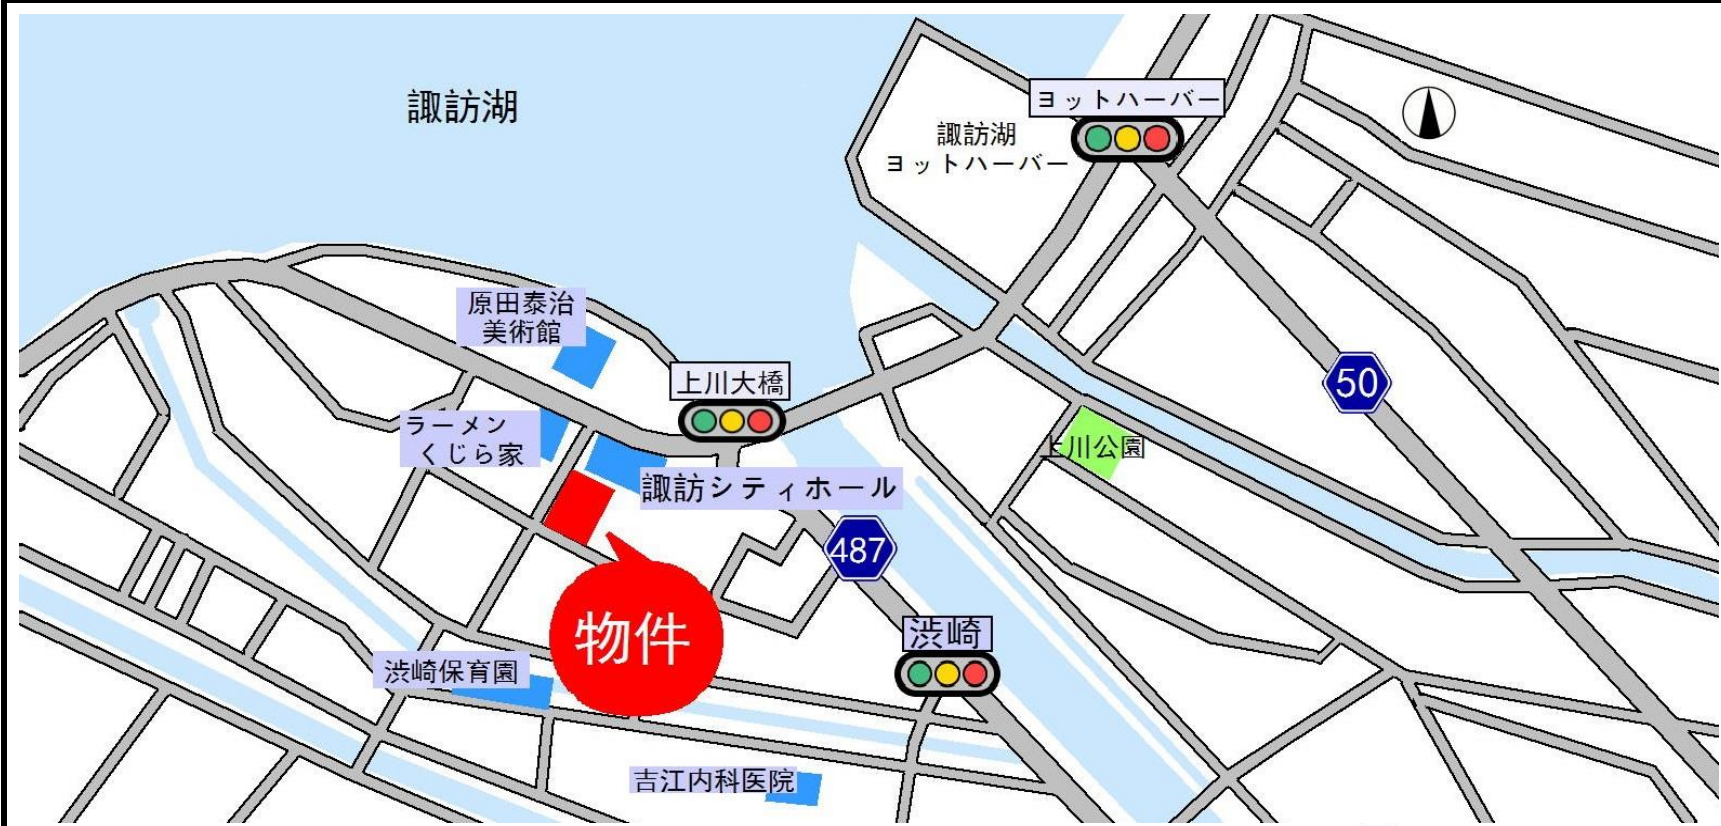 諏訪湖
ヨットハーバー
諏訪湖
ヨットハーバー
原田泰治
美術館
上川大橋
50
ラーメン
くじら家
上川公園
諏訪シティホール
487
物件
渋崎
渋崎保育園
吉江内科医院